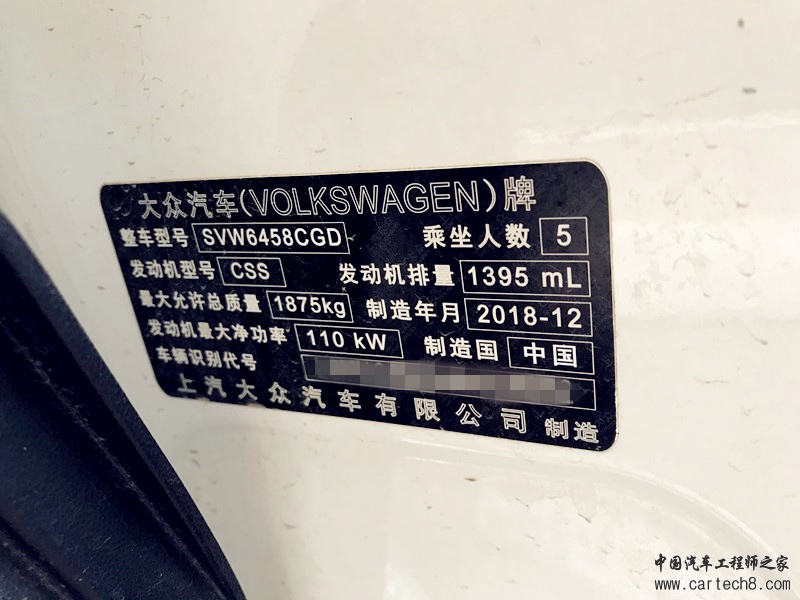 大众汽车(VOLKSWAGEN)牌
整车型号 SVW6458CGD 乘坐人数 5
发动机型号 CSS 发动机排量 1395 mL
最大允许总质量 1875kg 制造年月 2018-12
发动机最大净功率 110 kW 制造国 中国
车辆识别代号
上汽大众汽车有限公司 制造
中国汽车工程师之家
www.cartech8.com